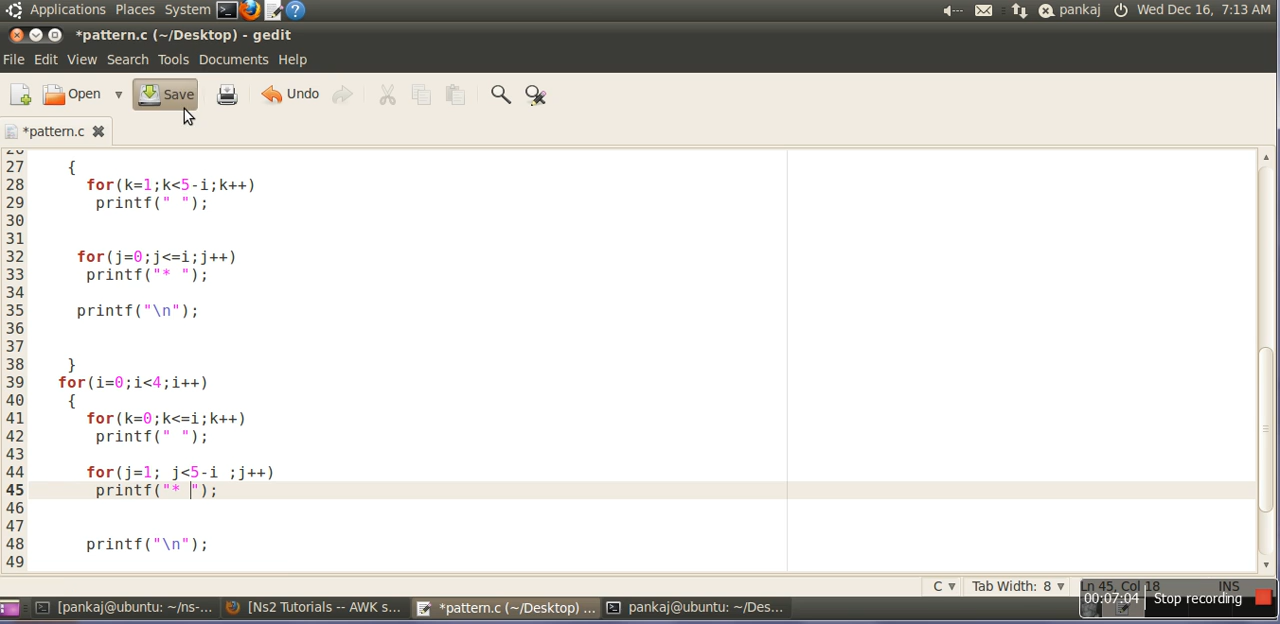 Applications Places System pankaj Wed Dec 16, 7:13 AM
*pattern.c (~/Desktop) - gedit
File Edit View Search Tools Documents Help
Open Save Undo
*pattern.c
27 {
28 for(k=1;k<5-i;k++)
29 printf(" ");
30
31
32 for(j=0;j<=i;j++)
33 printf("* ");
34
35 printf("\n");
36
37
38 }
39 for(i=0;i<4;i++)
40 {
41 for(k=0;k<=i;k++)
42 printf(" ");
43
44 for(j=1; j<5-i ;j++)
45 printf("* ");
46
47
48 printf("\n");
49
C Tab Width: 8 Ln 45, Col 18 INS
[pankaj@ubuntu: ~/ns-... [Ns2 Tutorials -- AWK s... *pattern.c (~/Desktop) ... pankaj@ubuntu: ~/Des... 00:07:04 Stop recording